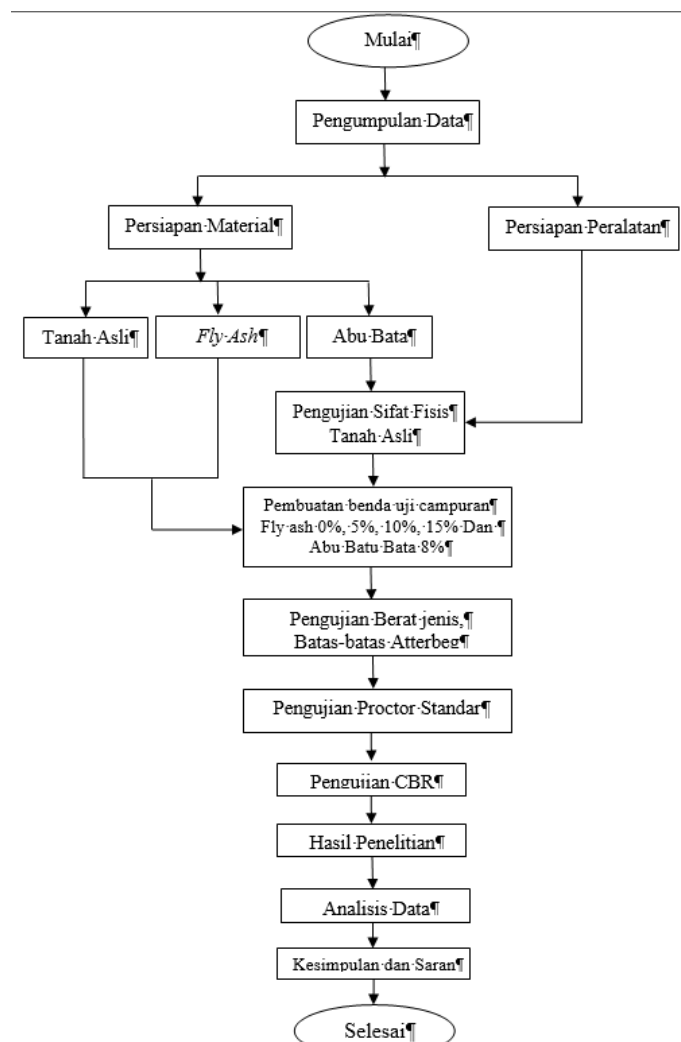 Mulai¶
Pengumpulan·Data¶
Persiapan·Material¶
Persiapan·Peralatan¶
Tanah·Asli¶
Fly·Ash¶
Abu·Bata¶
Pengujian·Sifat·Fisis¶
Tanah·Asli¶
Pembuatan·benda·uji·campuran¶
Fly·ash·0%,·5%,·10%,·15%·Dan·¶
Abu·Batu·Bata·8%¶
Pengujian·Berat·jenis,¶
Batas-batas·Atterbeg¶
Pengujian·Proctor·Standar¶
Pengujian·CBR¶
Hasil·Penelitian¶
Analisis·Data¶
Kesimpulan·dan·Saran¶
Selesai¶